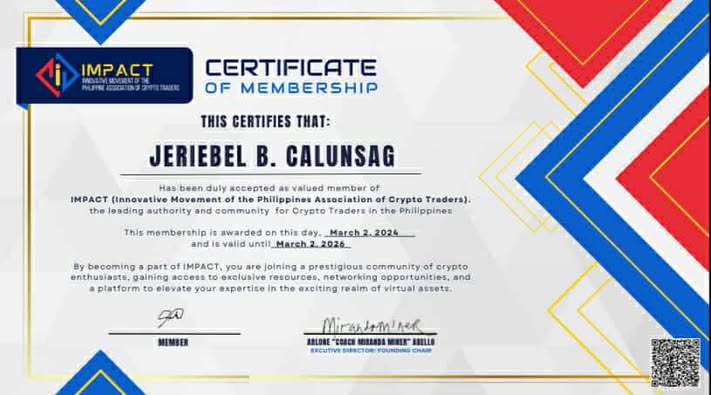 IMPACT
INNOVATIVE MOVEMENT OF THE
PHILIPPINE ASSOCIATION OF CRYPTO TRADERS
CERTIFICATE
OF MEMBERSHIP
THIS CERTIFIES THAT:
JERIEBEL B. CALUNSAG
Has been duly accepted as valued member of
IMPACT (Innovative Movement of the Philippines Association of Crypto Traders).
the leading authority and community for Crypto Traders in the Philippines
This membership is awarded on this day, March 2, 2024
and is valid until March 2, 2026
By becoming a part of IMPACT, you are joining a prestigious community of crypto
enthusiasts, gaining access to exclusive resources, networking opportunities, and
a platform to elevate your expertise in the exciting realm of virtual assets.
Miranda Miner
MEMBER
ARLONE "COACH MIRANDA MINER" ABELLO
EXCUTIVE DIRECTOR/ FOUNDING CHAIR